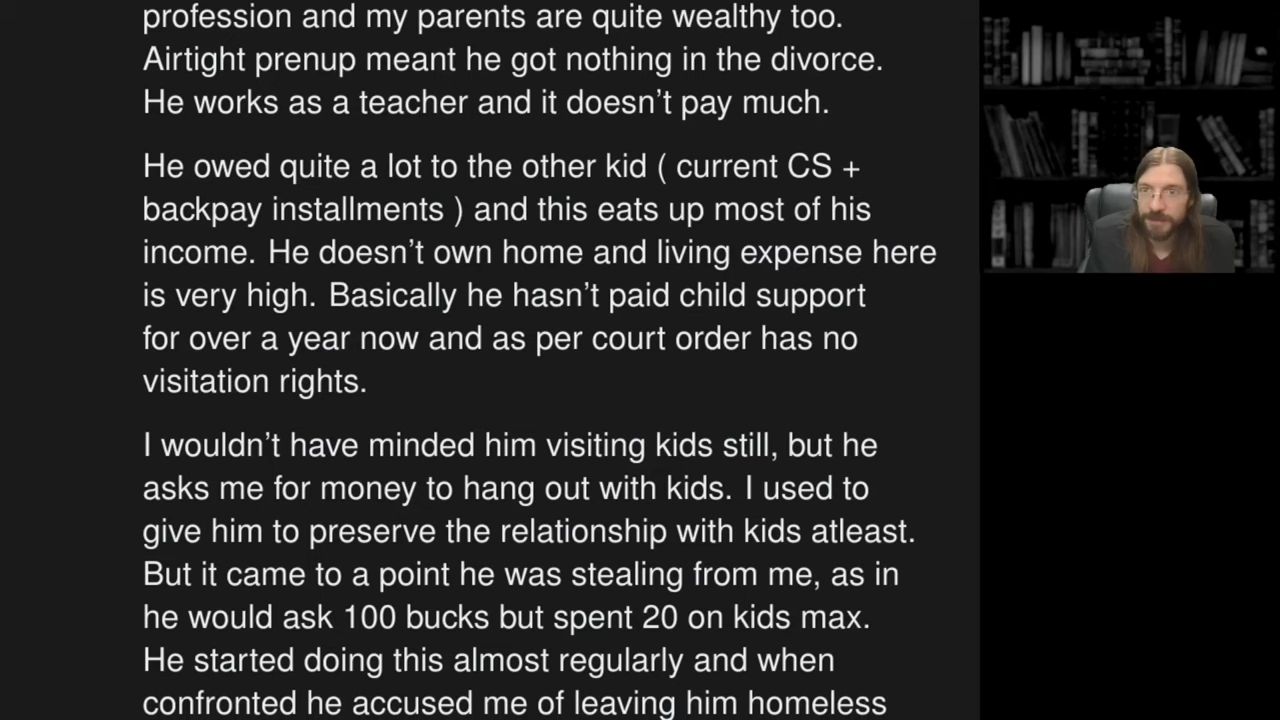 profession and my parents are quite wealthy too.
Airtight prenup meant he got nothing in the divorce.
He works as a teacher and it doesn’t pay much.
He owed quite a lot to the other kid ( current CS +
backpay installments ) and this eats up most of his
income. He doesn’t own home and living expense here
is very high. Basically he hasn’t paid child support
for over a year now and as per court order has no
visitation rights.
I wouldn’t have minded him visiting kids still, but he
asks me for money to hang out with kids. I used to
give him to preserve the relationship with kids atleast.
But it came to a point he was stealing from me, as in
he would ask 100 bucks but spent 20 on kids max.
He started doing this almost regularly and when
confronted he accused me of leaving him homeless